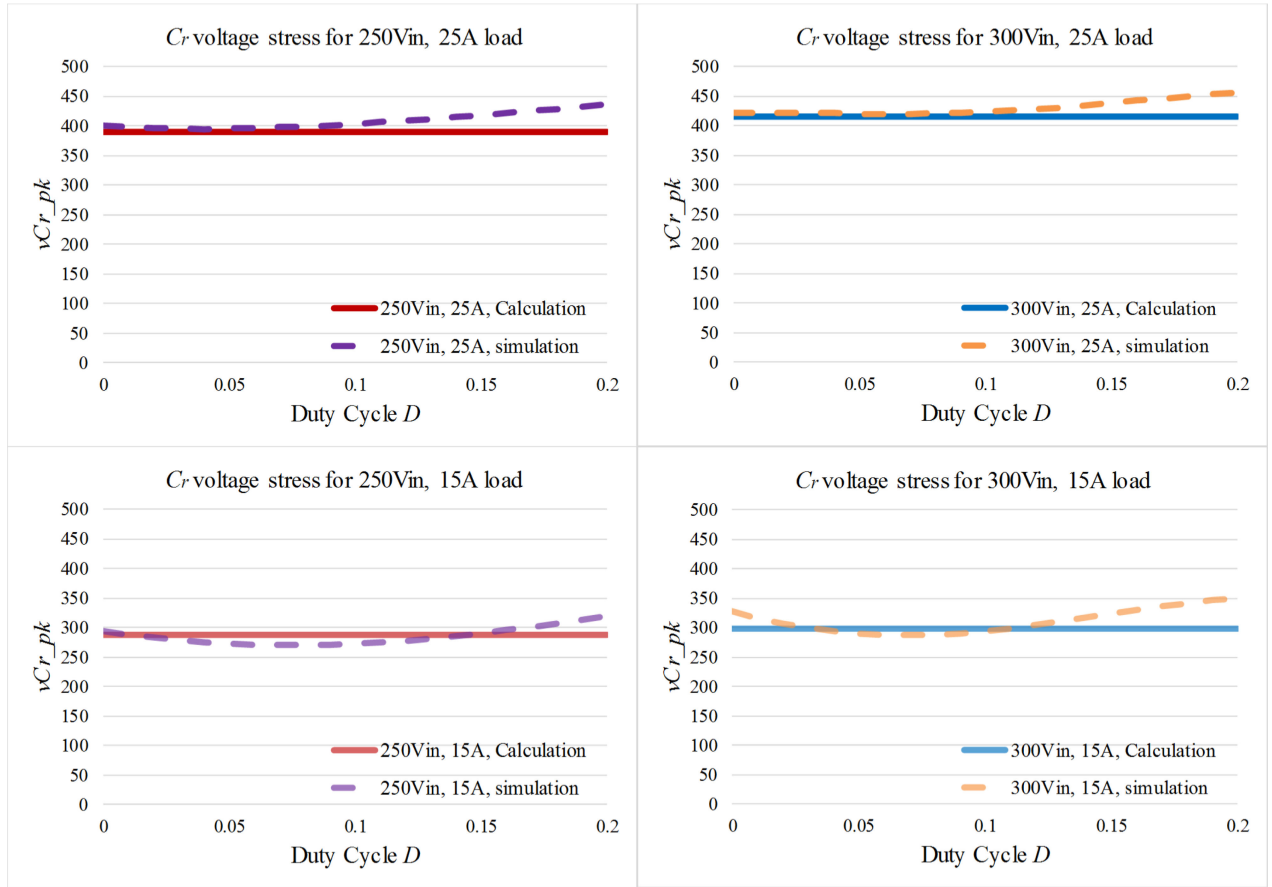 Cr voltage stress for 250Vin, 25A load
500
450
400
350
300
250
200
150
100
50
0
vCr_pk
250Vin, 25A, Calculation
250Vin, 25A, simulation
0 0.05 0.1 0.15 0.2
Duty Cycle D
Cr voltage stress for 300Vin, 25A load
500
450
400
350
300
250
200
150
100
50
0
vCr_pk
300Vin, 25A, Calculation
300Vin, 25A, simulation
0 0.05 0.1 0.15 0.2
Duty Cycle D
Cr voltage stress for 250Vin, 15A load
500
450
400
350
300
250
200
150
100
50
0
vCr_pk
250Vin, 15A, Calculation
250Vin, 15A, simulation
0 0.05 0.1 0.15 0.2
Duty Cycle D
Cr voltage stress for 300Vin, 15A load
500
450
400
350
300
250
200
150
100
50
0
vCr_pk
300Vin, 15A, Calculation
300Vin, 15A, simulation
0 0.05 0.1 0.15 0.2
Duty Cycle D